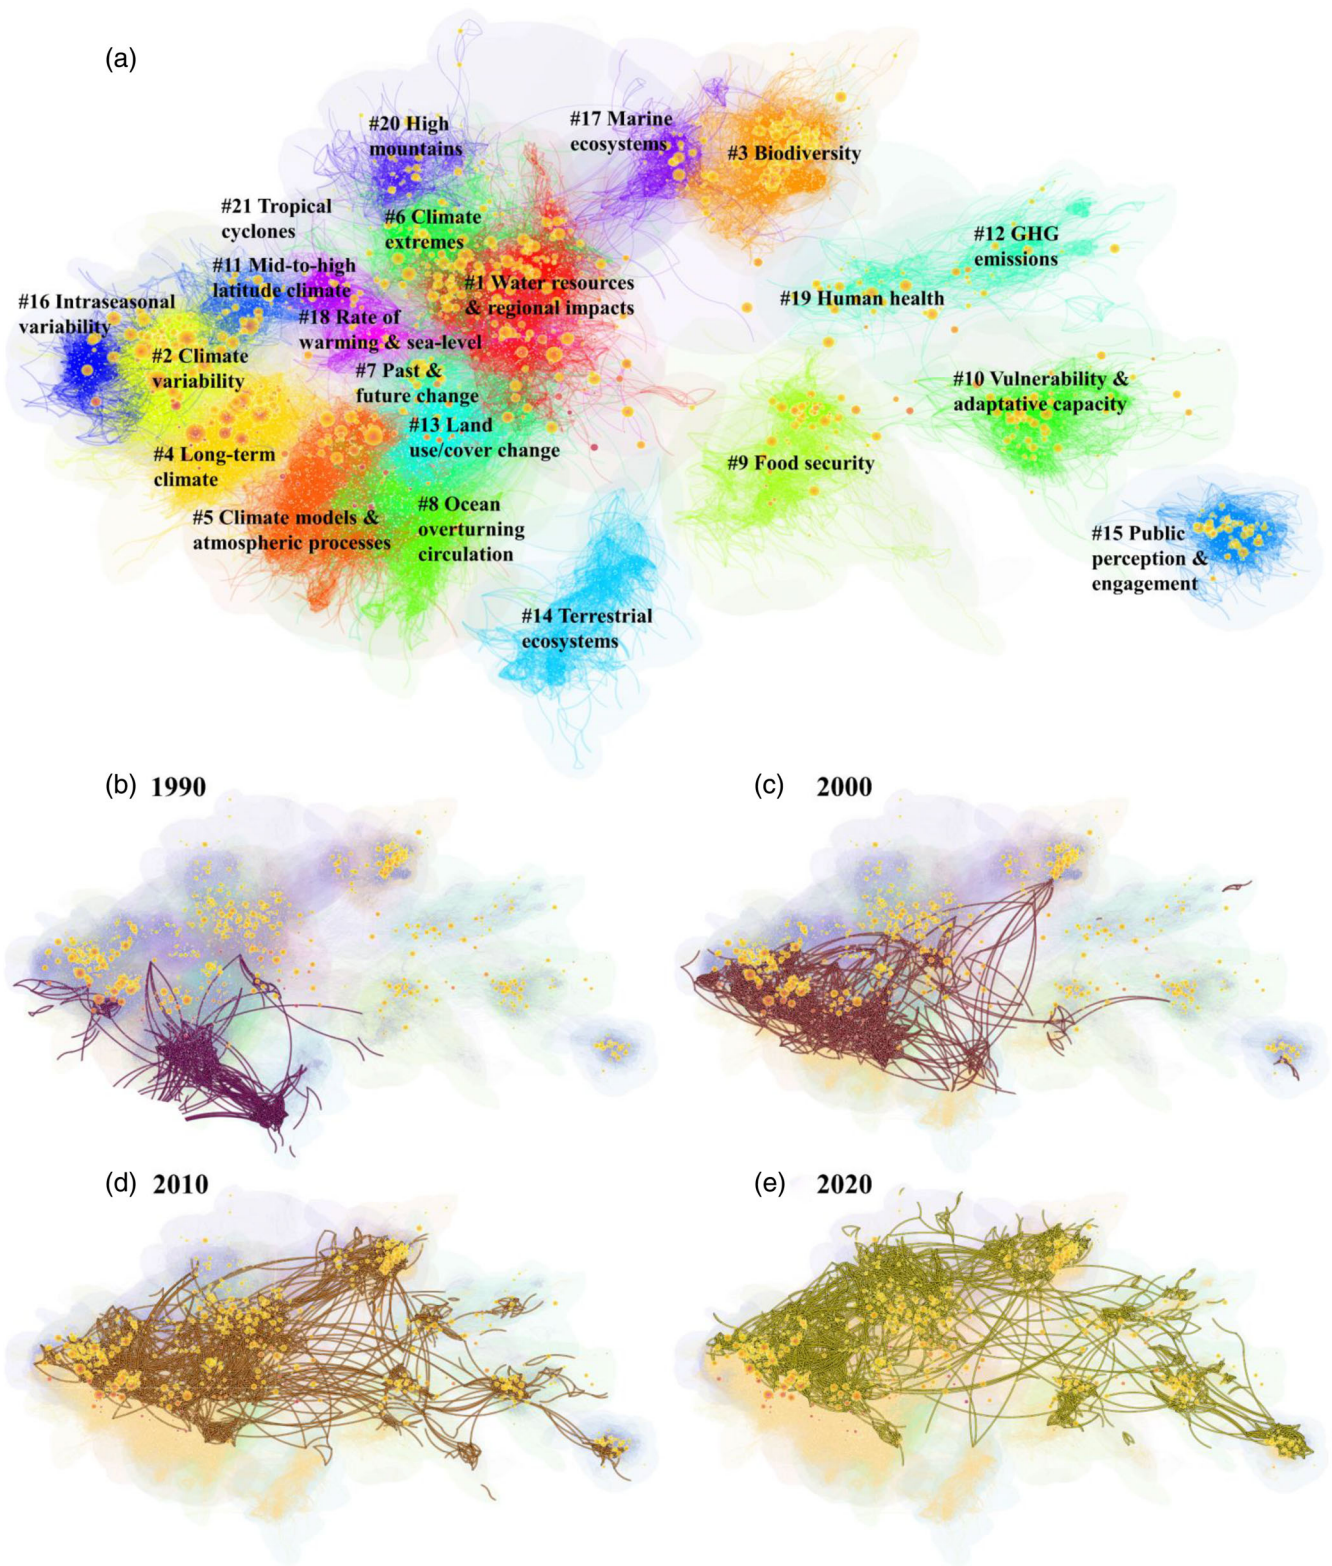 (a)
#20 High
mountains
#17 Marine
ecosystems
#3 Biodiversity
#21 Tropical
cyclones
#6 Climate
extremes
#12 GHG
emissions
#11 Mid-to-high
latitude climate
#1 Water resources
& regional impacts
#19 Human health
#16 Intraseasonal
variability
#18 Rate of
warming & sea-level
#2 Climate
variability
#7 Past &
future change
#10 Vulnerability &
adaptative capacity
#13 Land
use/cover change
#4 Long-term
climate
#9 Food security
#5 Climate models &
atmospheric processes
#8 Ocean
overturning
circulation
#15 Public
perception &
engagement
#14 Terrestrial
ecosystems
(b) 1990
(c) 2000
(d) 2010
(e) 2020